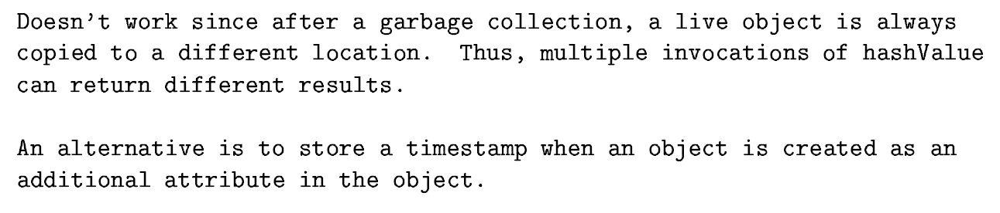 Doesn't work since after a garbage collection, a live object is always
copied to a different location.  Thus, multiple invocations of hashValue
can return different results.
An alternative is to store a timestamp when an object is created as an
additional attribute in the object.